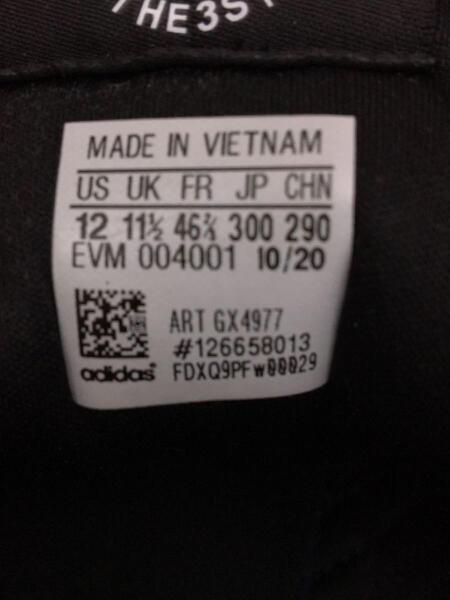 THE3S
MADE IN VIETNAM
US UK FR JP CHN
12 11½ 46⅔ 300 290
EVM 004001 10/20
ART GX4977
#126658013
adidas FDXQ9PFw00029